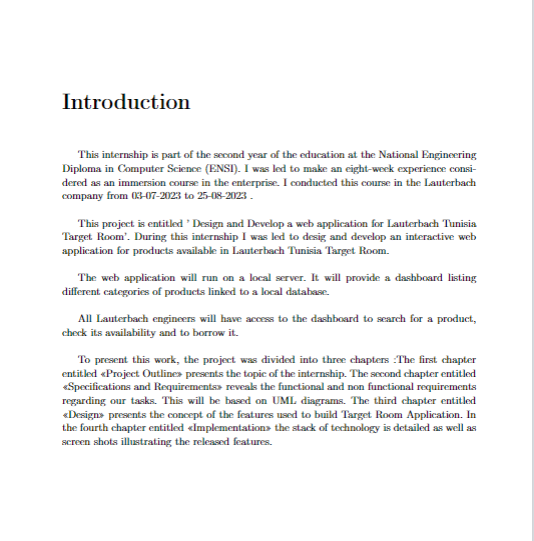 Introduction
This internship is part of the second year of the education at the National Engineering
Diploma in Computer Science (ENSI). I was led to make an eight-week experience consi-
dered as an immersion course in the enterprise. I conducted this course in the Lauterbach
company from 03-07-2023 to 25-08-2023 .
This project is entitled ' Design and Develop a web application for Lauterbach Tunisia
Target Room'. During this internship I was led to desig and develop an interactive web
application for products available in Lauterbach Tunisia Target Room.
The web application will run on a local server. It will provide a dashboard listing
different categories of products linked to a local database.
All Lauterbach engineers will have access to the dashboard to search for a product,
check its availability and to borrow it.
To present this work, the project was divided into three chapters :The first chapter
entitled «Project Outline» presents the topic of the internship. The second chapter entitled
«Specifications and Requirements» reveals the functional and non functional requirements
regarding our tasks. This will be based on UML diagrams. The third chapter entitled
«Design» presents the concept of the features used to build Target Room Application. In
the fourth chapter entitled «Implementation» the stack of technology is detailed as well as
screen shots illustrating the released features.